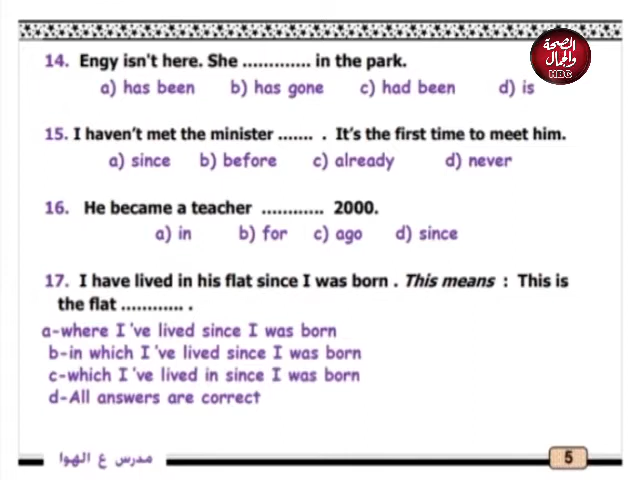 الصحة
والجمال
HBC
14. Engy isn't here. She ............. in the park.
a) has been b) has gone c) had been d) is
15. I haven't met the minister ....... . It's the first time to meet him.
a) since b) before c) already d) never
16. He became a teacher ............ 2000.
a) in b) for c) ago d) since
17. I have lived in his flat since I was born . This means : This is
the flat ............ .
a-where I've lived since I was born
b-in which I've lived since I was born
c-which I've lived in since I was born
d-All answers are correct
مدرس ع الهوا
5